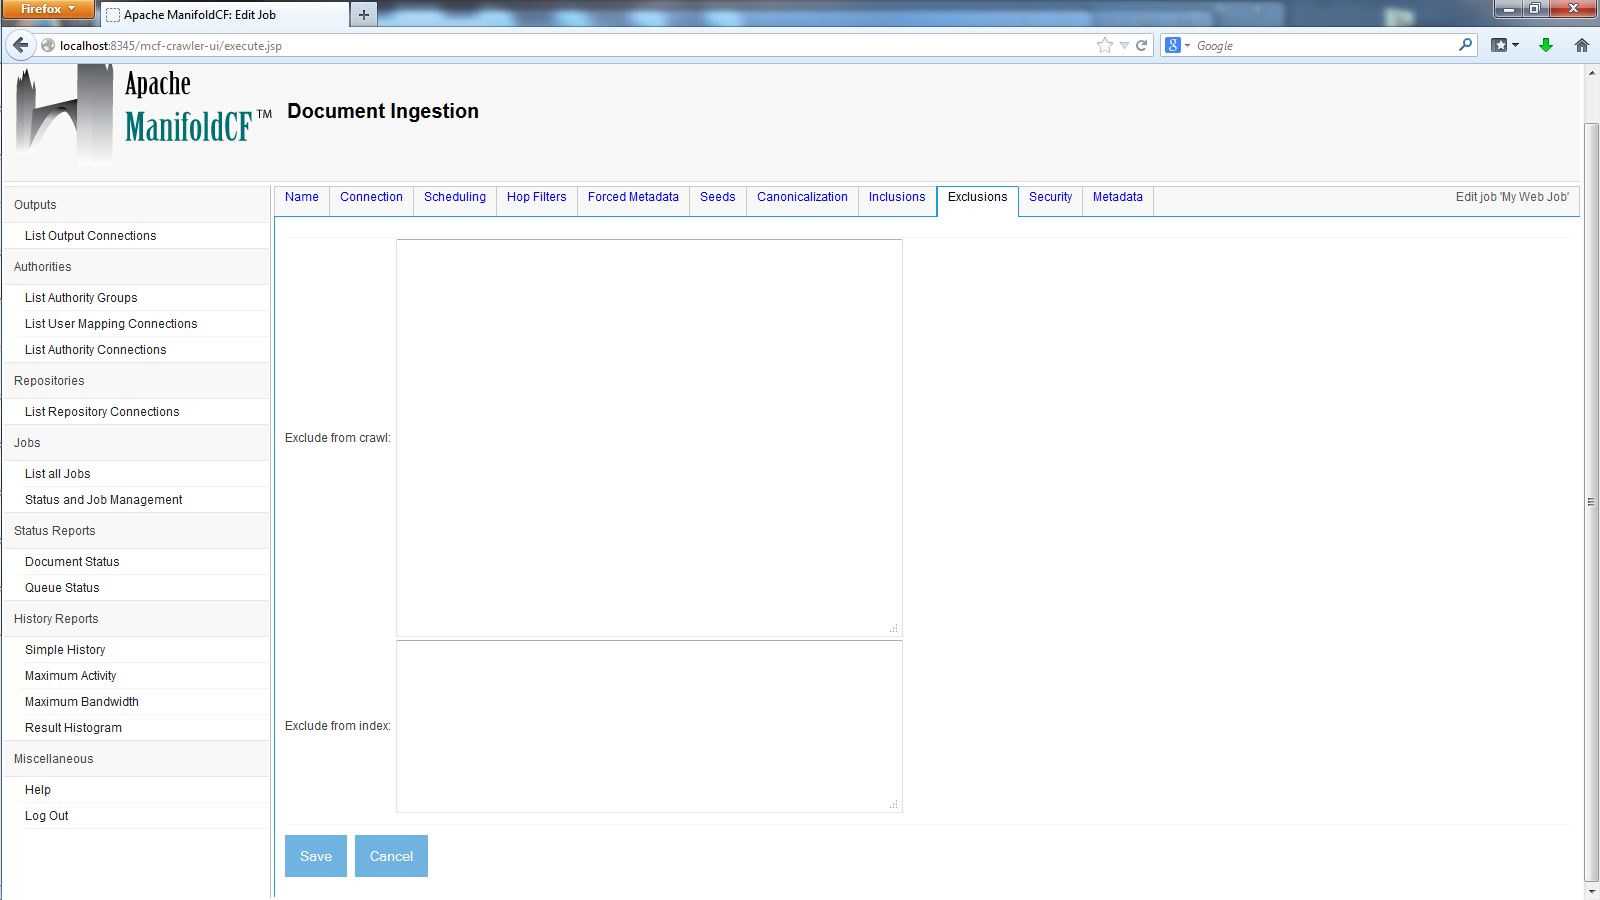 Firefox
Apache ManifoldCF: Edit Job
localhost:8345/mcf-crawler-ui/execute.jsp
Google
Apache
ManifoldCF™
Document Ingestion
Outputs
List Output Connections
Authorities
List Authority Groups
List User Mapping Connections
List Authority Connections
Repositories
List Repository Connections
Jobs
List all Jobs
Status and Job Management
Status Reports
Document Status
Queue Status
History Reports
Simple History
Maximum Activity
Maximum Bandwidth
Result Histogram
Miscellaneous
Help
Log Out
Name Connection Scheduling Hop Filters Forced Metadata Seeds Canonicalization Inclusions Exclusions Security Metadata Edit job 'My Web Job'
Exclude from crawl:
Exclude from index:
Save Cancel